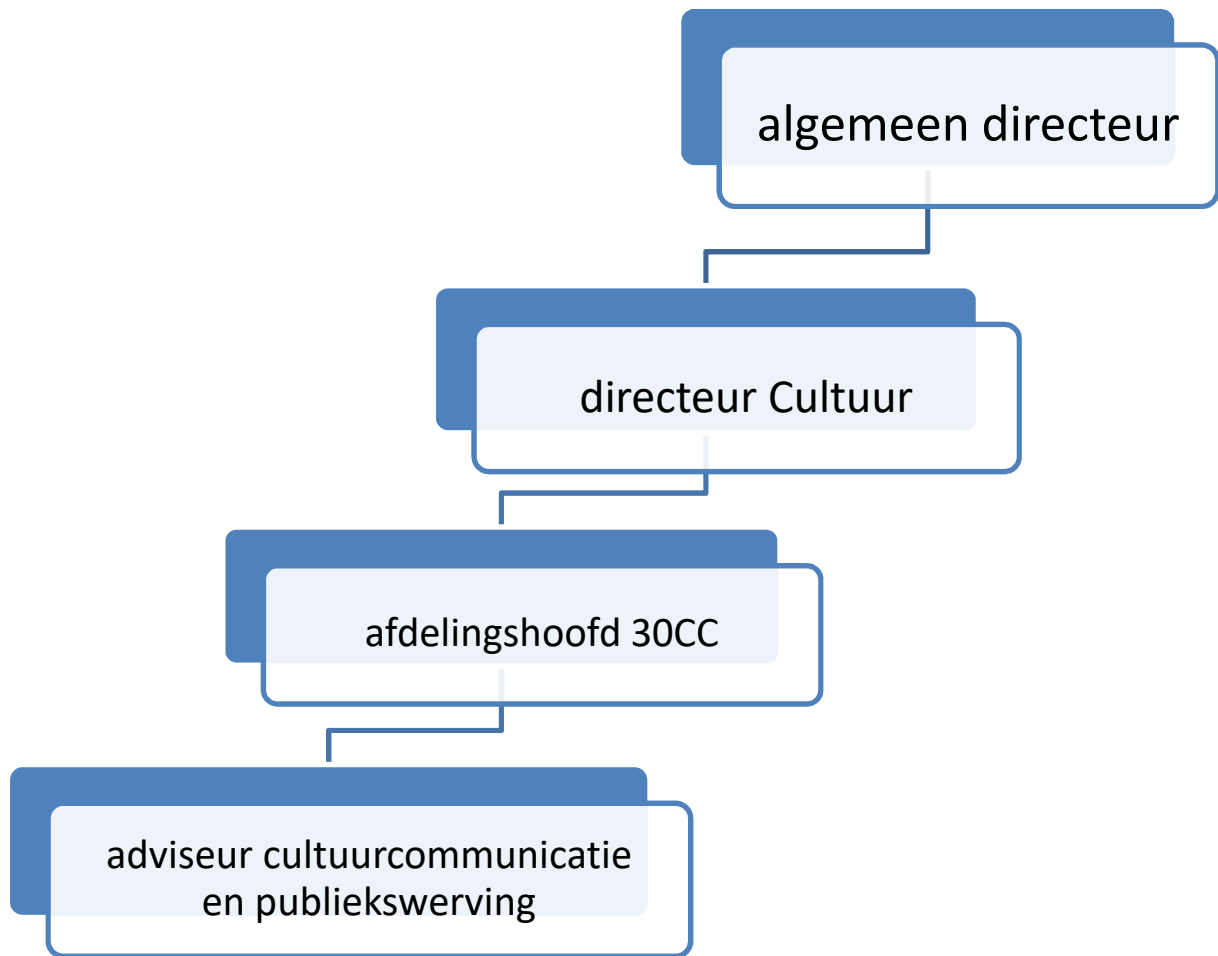 algemeen directeur
directeur Cultuur
afdelingshoofd 30CC
adviseur cultuurcommunicatie
en publiekswerving